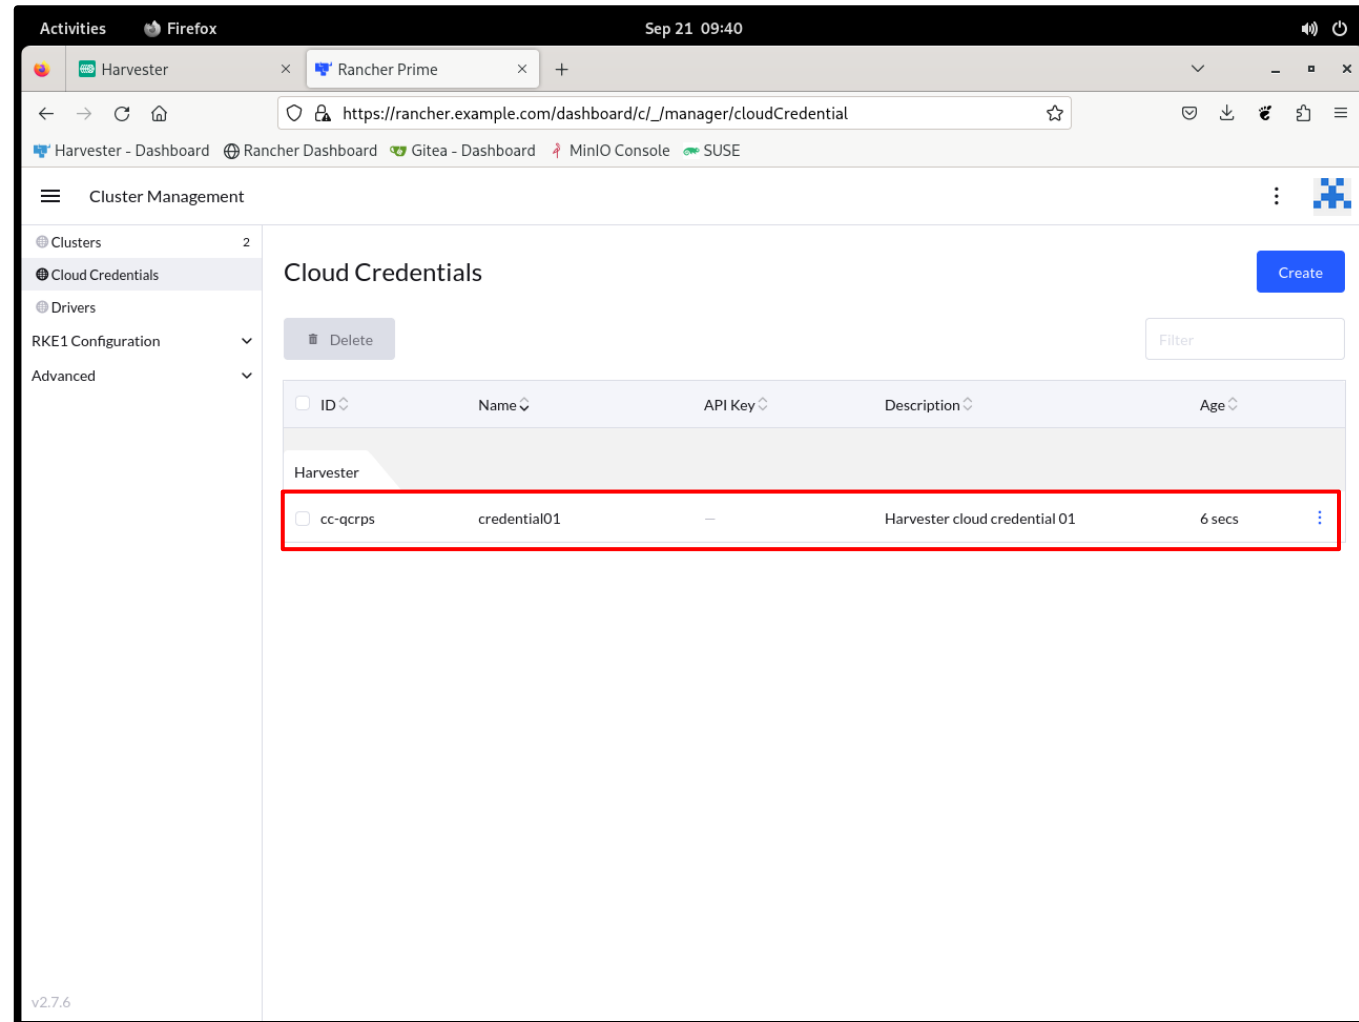 Activities Firefox Sep 21 09:40
Harvester Rancher Prime
https://rancher.example.com/dashboard/c/_/manager/cloudCredential
Harvester - Dashboard Rancher Dashboard Gitea - Dashboard MinIO Console SUSE
Cluster Management
Clusters 2
Cloud Credentials
Drivers
RKE1 Configuration
Advanced
Cloud Credentials Create
Delete Filter
ID Name API Key Description Age
Harvester
cc-qcrps credential01 — Harvester cloud credential 01 6 secs
v2.7.6